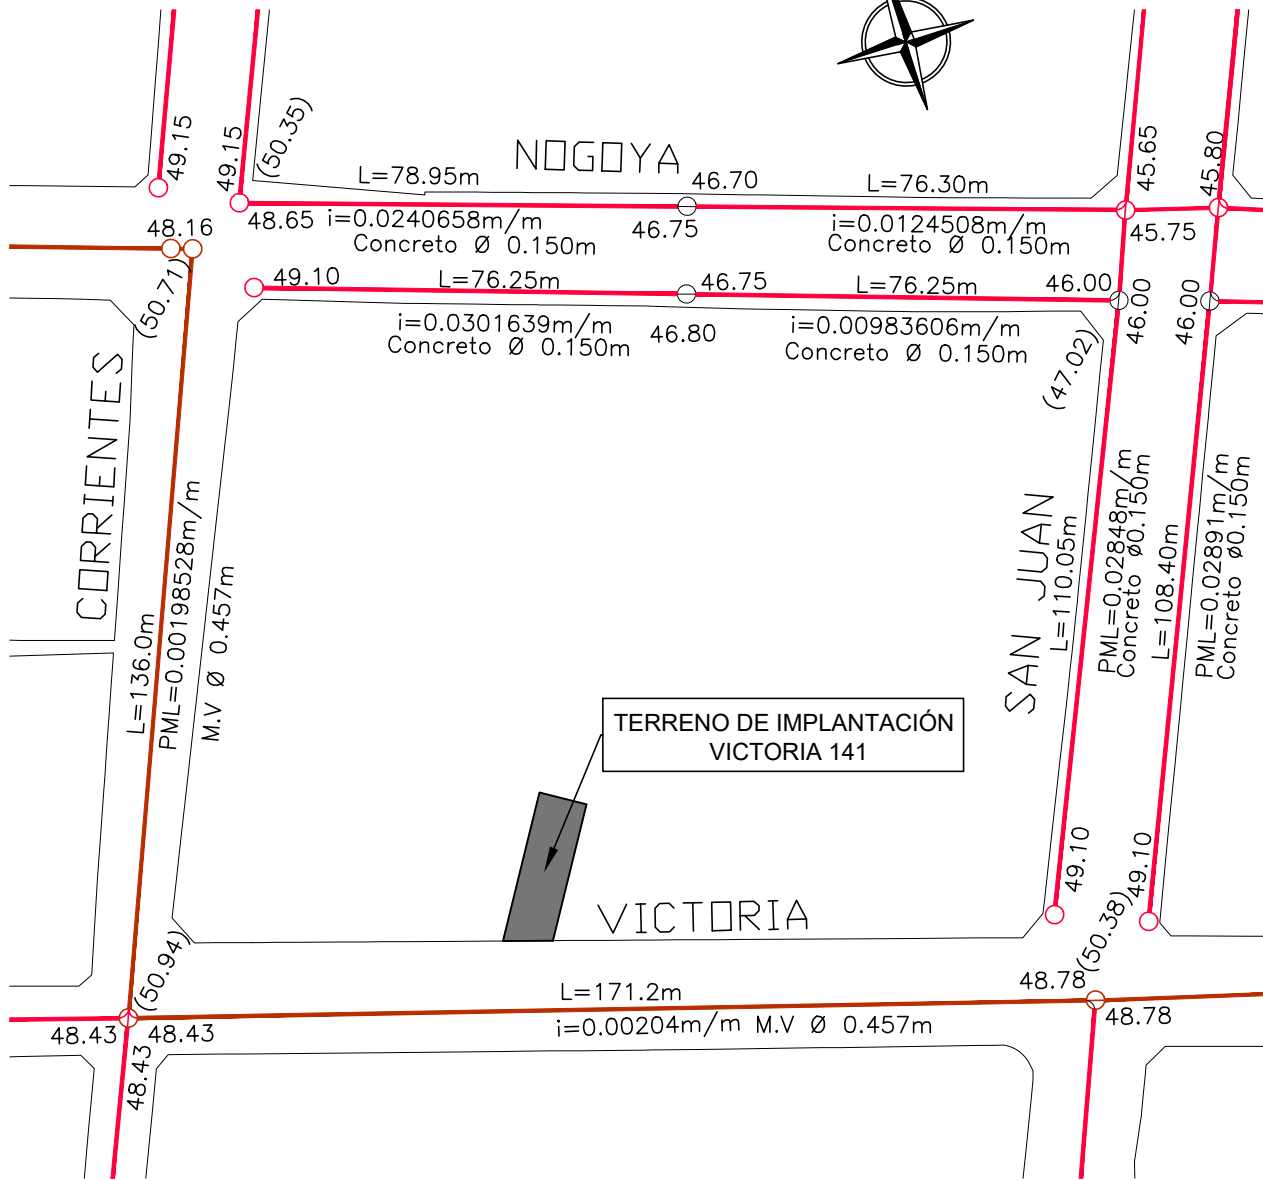 49.15
49.15
(50.35)
NOGOYA
45.65
45.80
L=78.95m
46.70
L=76.30m
48.16
48.65
i=0.0240658m/m
Concreto Ø 0.150m
46.75
i=0.0124508m/m
Concreto Ø 0.150m
45.75
(50.71)
49.10
L=76.25m
46.75
L=76.25m
46.00
46.00
46.00
i=0.0301639m/m
Concreto Ø 0.150m
46.80
i=0.00983606m/m
Concreto Ø 0.150m
(47.02)
CORRIENTES
L=136.0m
PML=0.00198528m/m
M.V Ø 0.457m
SAN JUAN
L=110.05m
PML=0.02848m/m
Concreto Ø0.150m
L=108.40m
PML=0.02891m/m
Concreto Ø0.150m
TERRENO DE IMPLANTACIÓN
VICTORIA 141
49.10
49.10
VICTORIA
(50.94)
(50.38)
L=171.2m
48.78
48.43
48.43
i=0.00204m/m M.V Ø 0.457m
48.78
48.43